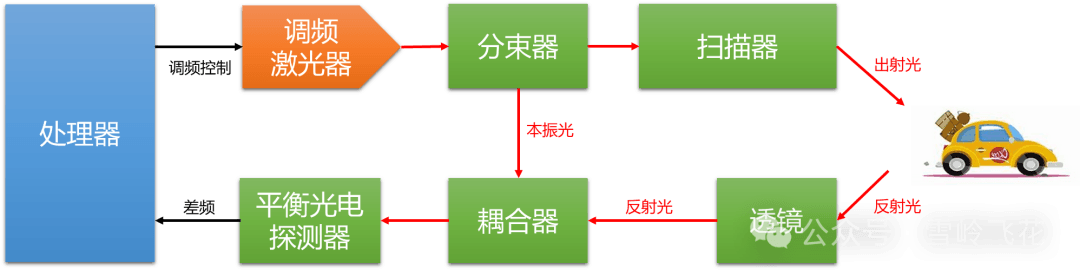 处理器
调频控制
调频
激光器
分束器
扫描器
出射光
本振光
差频
平衡光电
探测器
耦合器
反射光
透镜
反射光
公众号
雪岭飞花